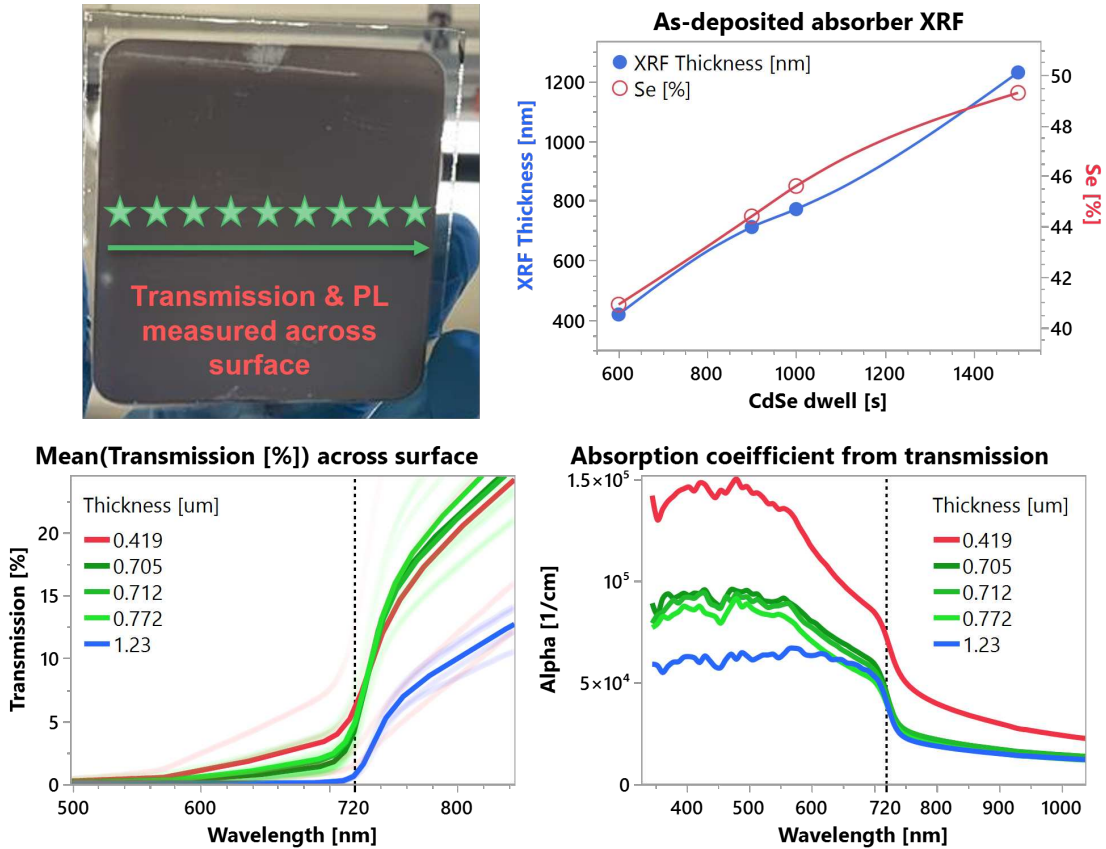 Transmission & PL
measured across
surface
As-deposited absorber XRF
XRF Thickness [nm]
Se [%]
XRF Thickness [nm]
1200
1000
800
600
400
50
48
46
44
42
40
Se [%]
600
800
1000
1200
1400
CdSe dwell [s]
Mean(Transmission [%]) across surface
Thickness [um]
0.419
0.705
0.712
0.772
1.23
Transmission [%]
20
15
10
5
0
500
600
720
800
Wavelength [nm]
Absorption coeifficient from transmission
Thickness [um]
0.419
0.705
0.712
0.772
1.23
Alpha [1/cm]
1.5×10⁵
10⁵
5×10⁴
0
400
500
600
720
800
900
1000
Wavelength [nm]